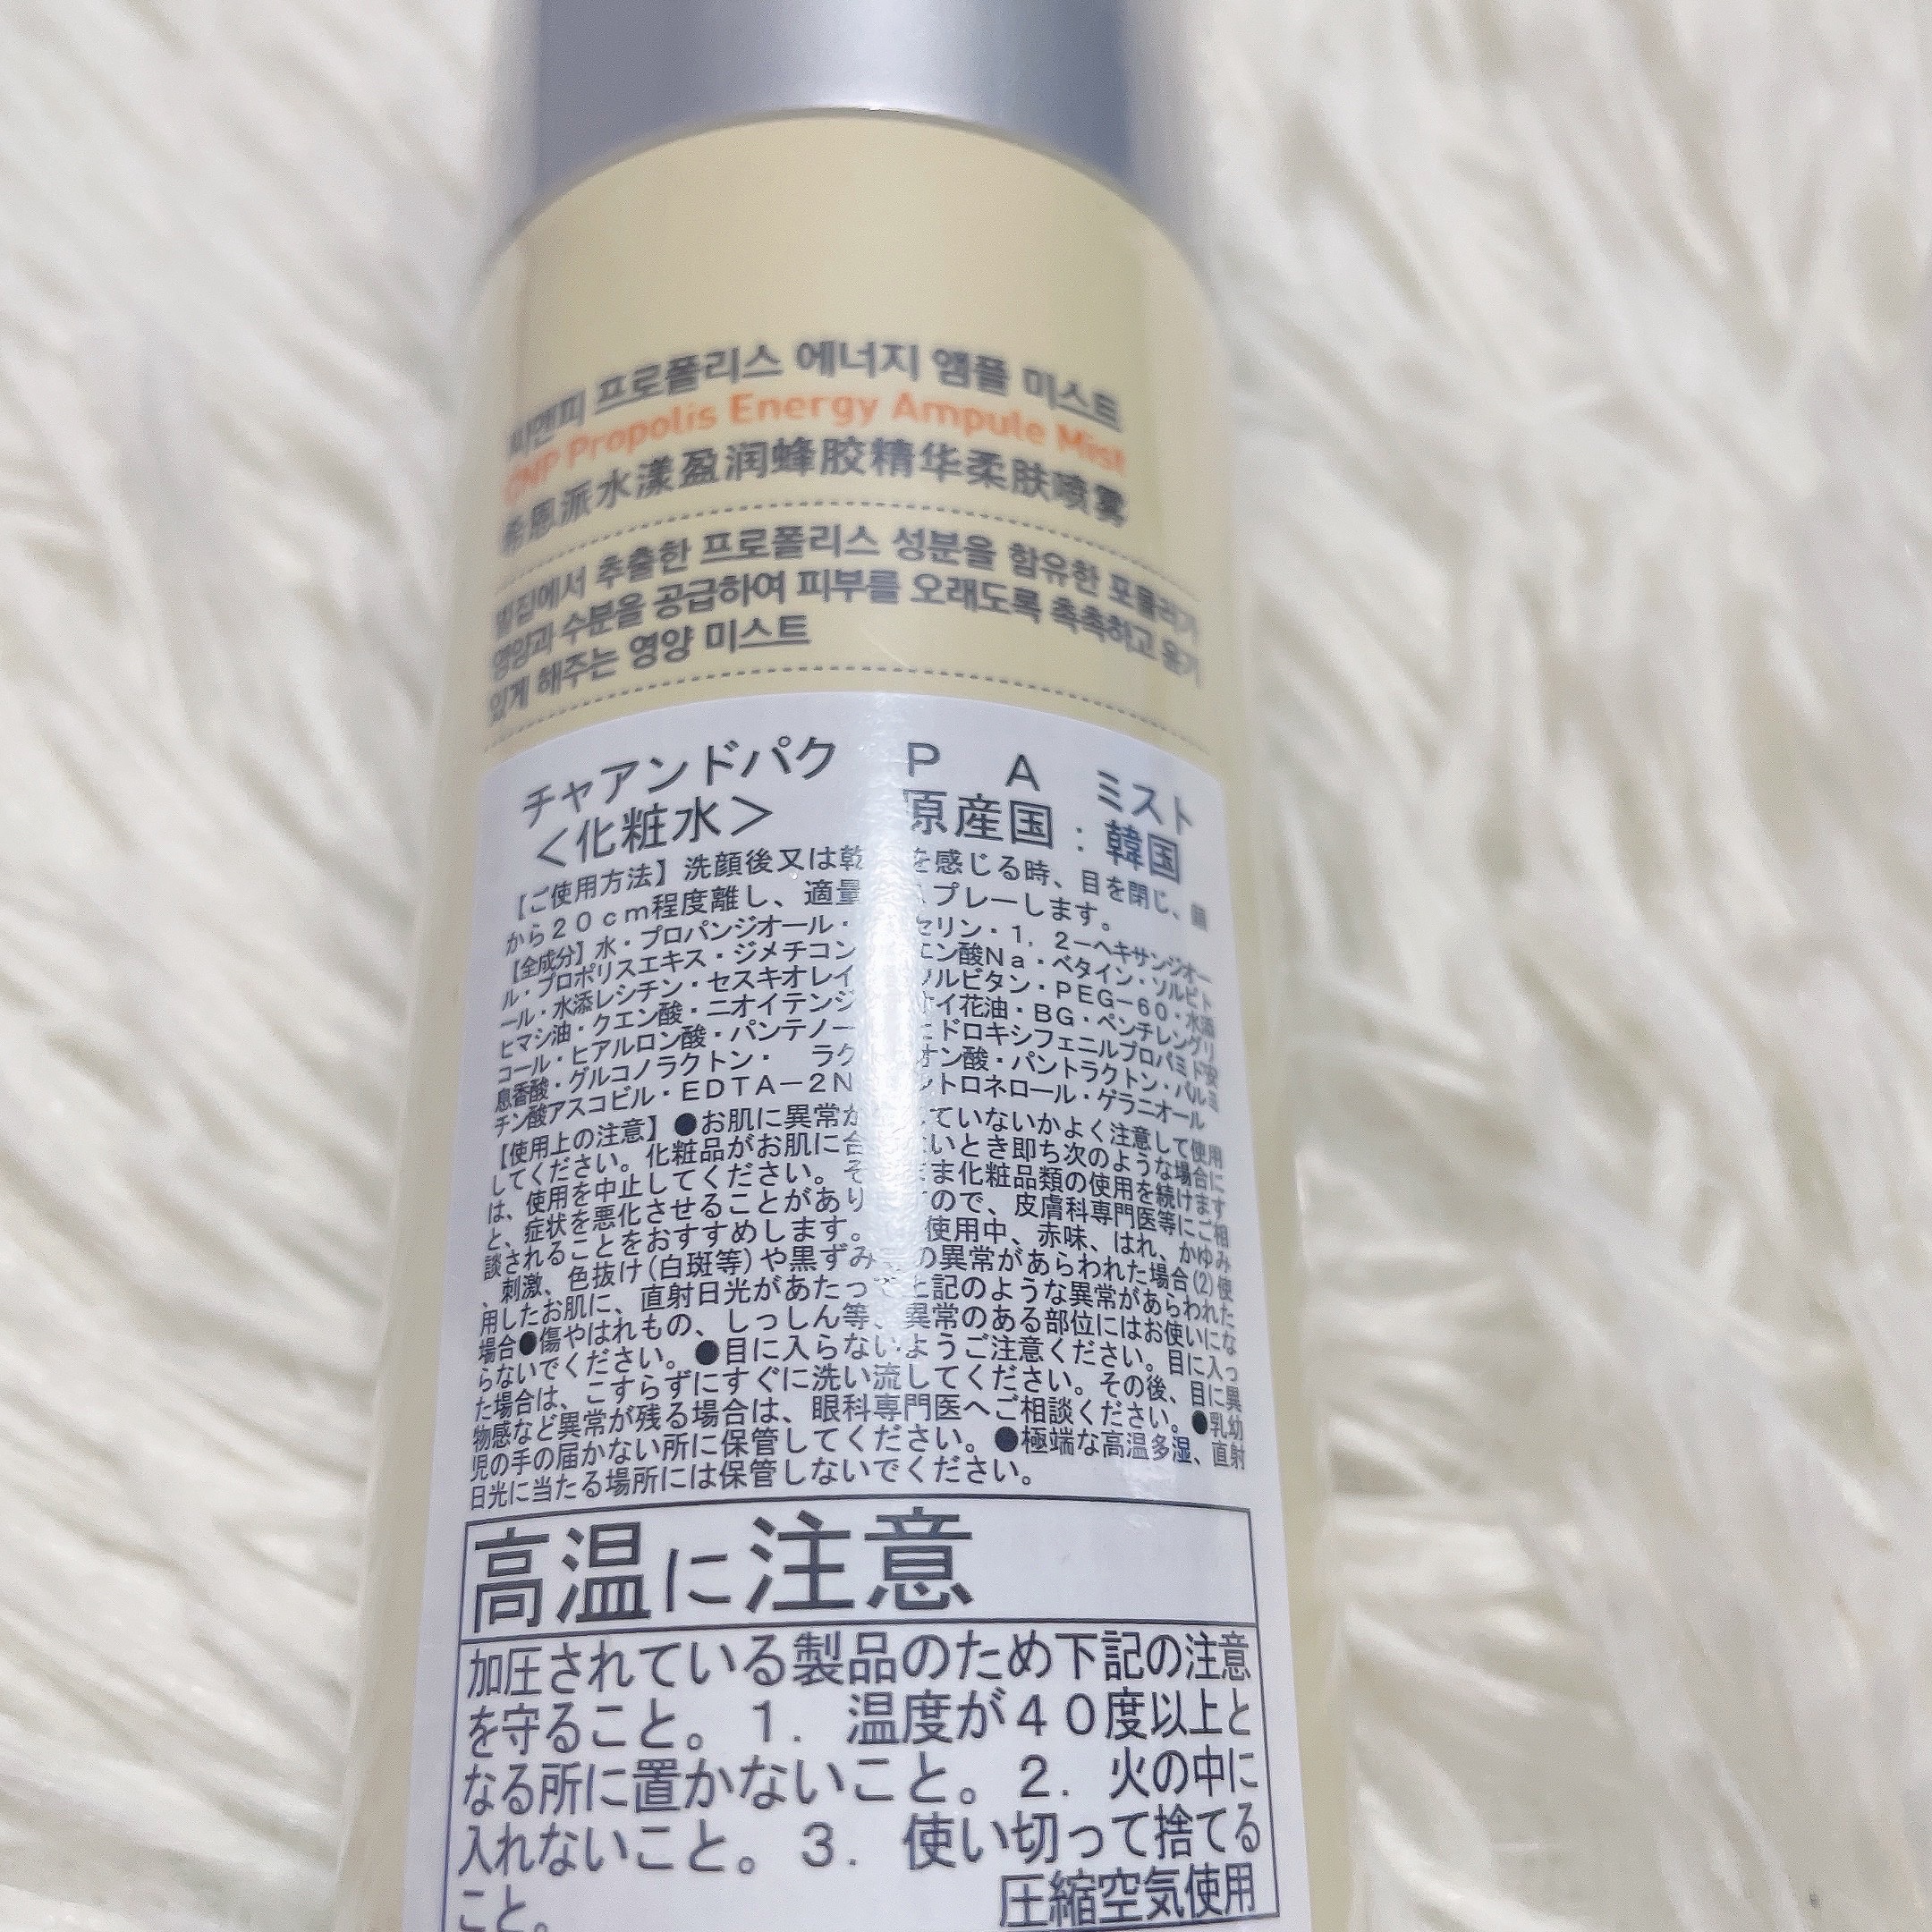 씨앤피 프로폴리스 에너지 앰플 미스트
CNP Propolis Energy Ampule Mist
希恩派水漾盈润蜂胶精华柔肤喷雾
벌집에서 추출한 프로폴리스 성분을 함유한 포뮬러가
영양과 수분을 공급하여 피부를 오래도록 촉촉하고 윤기
있게 해주는 영양 미스트
チャアンドパク P A ミスト
＜化粧水＞ 原産国：韓国
【ご使用方法】洗顔後又は乾 を感じる時、目を閉じ、
から20cm程度離し、適量 プレーします。
【全成分】水・プロパンジオール・ セリン・1．2−ヘキサンジオー
ル・プロポリスエキス・ジメチコン エン酸Na・ベタイン・ソルビト
ール・水添レシチン・セスキオレイ ソルビタン・PEG−60・水添
ヒマシ油・クエン酸・ニオイテンジ オイ花油・BG・ペンチレングリ
コール・ヒアルロン酸・パンテノー ヒドロキシフェニルプロパミド安
息香酸・グルコノラクトン・ ラク オン酸・パントラクトン・パルミ
チン酸アスコビル・EDTA−2N シトロネロール・ゲラニオール
【使用上の注意】●お肌に異常が していないかよく注意して使用
してください。化粧品がお肌に合 ないとき即ち次のような場合に
は、使用を中止してください。そ まま化粧品類の使用を続けます
と、症状を悪化させることがあり すので、皮膚科専門医等にご相
談されることをおすすめします。 使用中、赤味、はれ、かゆみ
、刺激、色抜け(白斑等)や黒ずみ の異常があらわれた場合(2)使
用したお肌に、直射日光があたって上記のような異常があらわれた
場合●傷やはれもの、しっしん等、異常のある部位にはお使いにな
らないでください。●目に入らないようご注意ください。目に入っ
た場合は、こすらずにすぐに洗い流してください。その後、目に異
物感など異常が残る場合は、眼科専門医へご相談ください。●乳幼
児の手の届かない所に保管してください。●極端な高温多湿、直射
日光に当たる場所には保管しないでください。
高温に注意
加圧されている製品のため下記の注意
を守ること。1．温度が40度以上と
なる所に置かないこと。2．火の中に
入れないこと。3．使い切って捨てる
こと。 圧縮空気使用